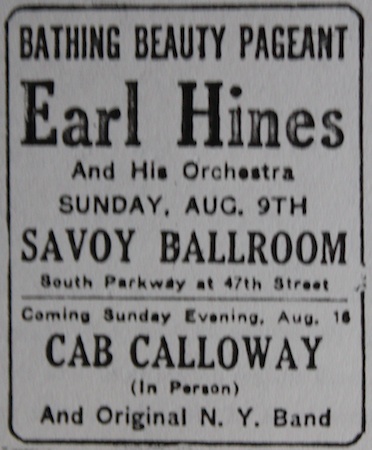 BATHING BEAUTY PAGEANT
Earl Hines
And His Orchestra
SUNDAY, AUG. 9TH
SAVOY BALLROOM
South Parkway at 47th Street
Coming Sunday Evening, Aug. 16
CAB CALLOWAY
(In Person)
And Original N. Y. Band